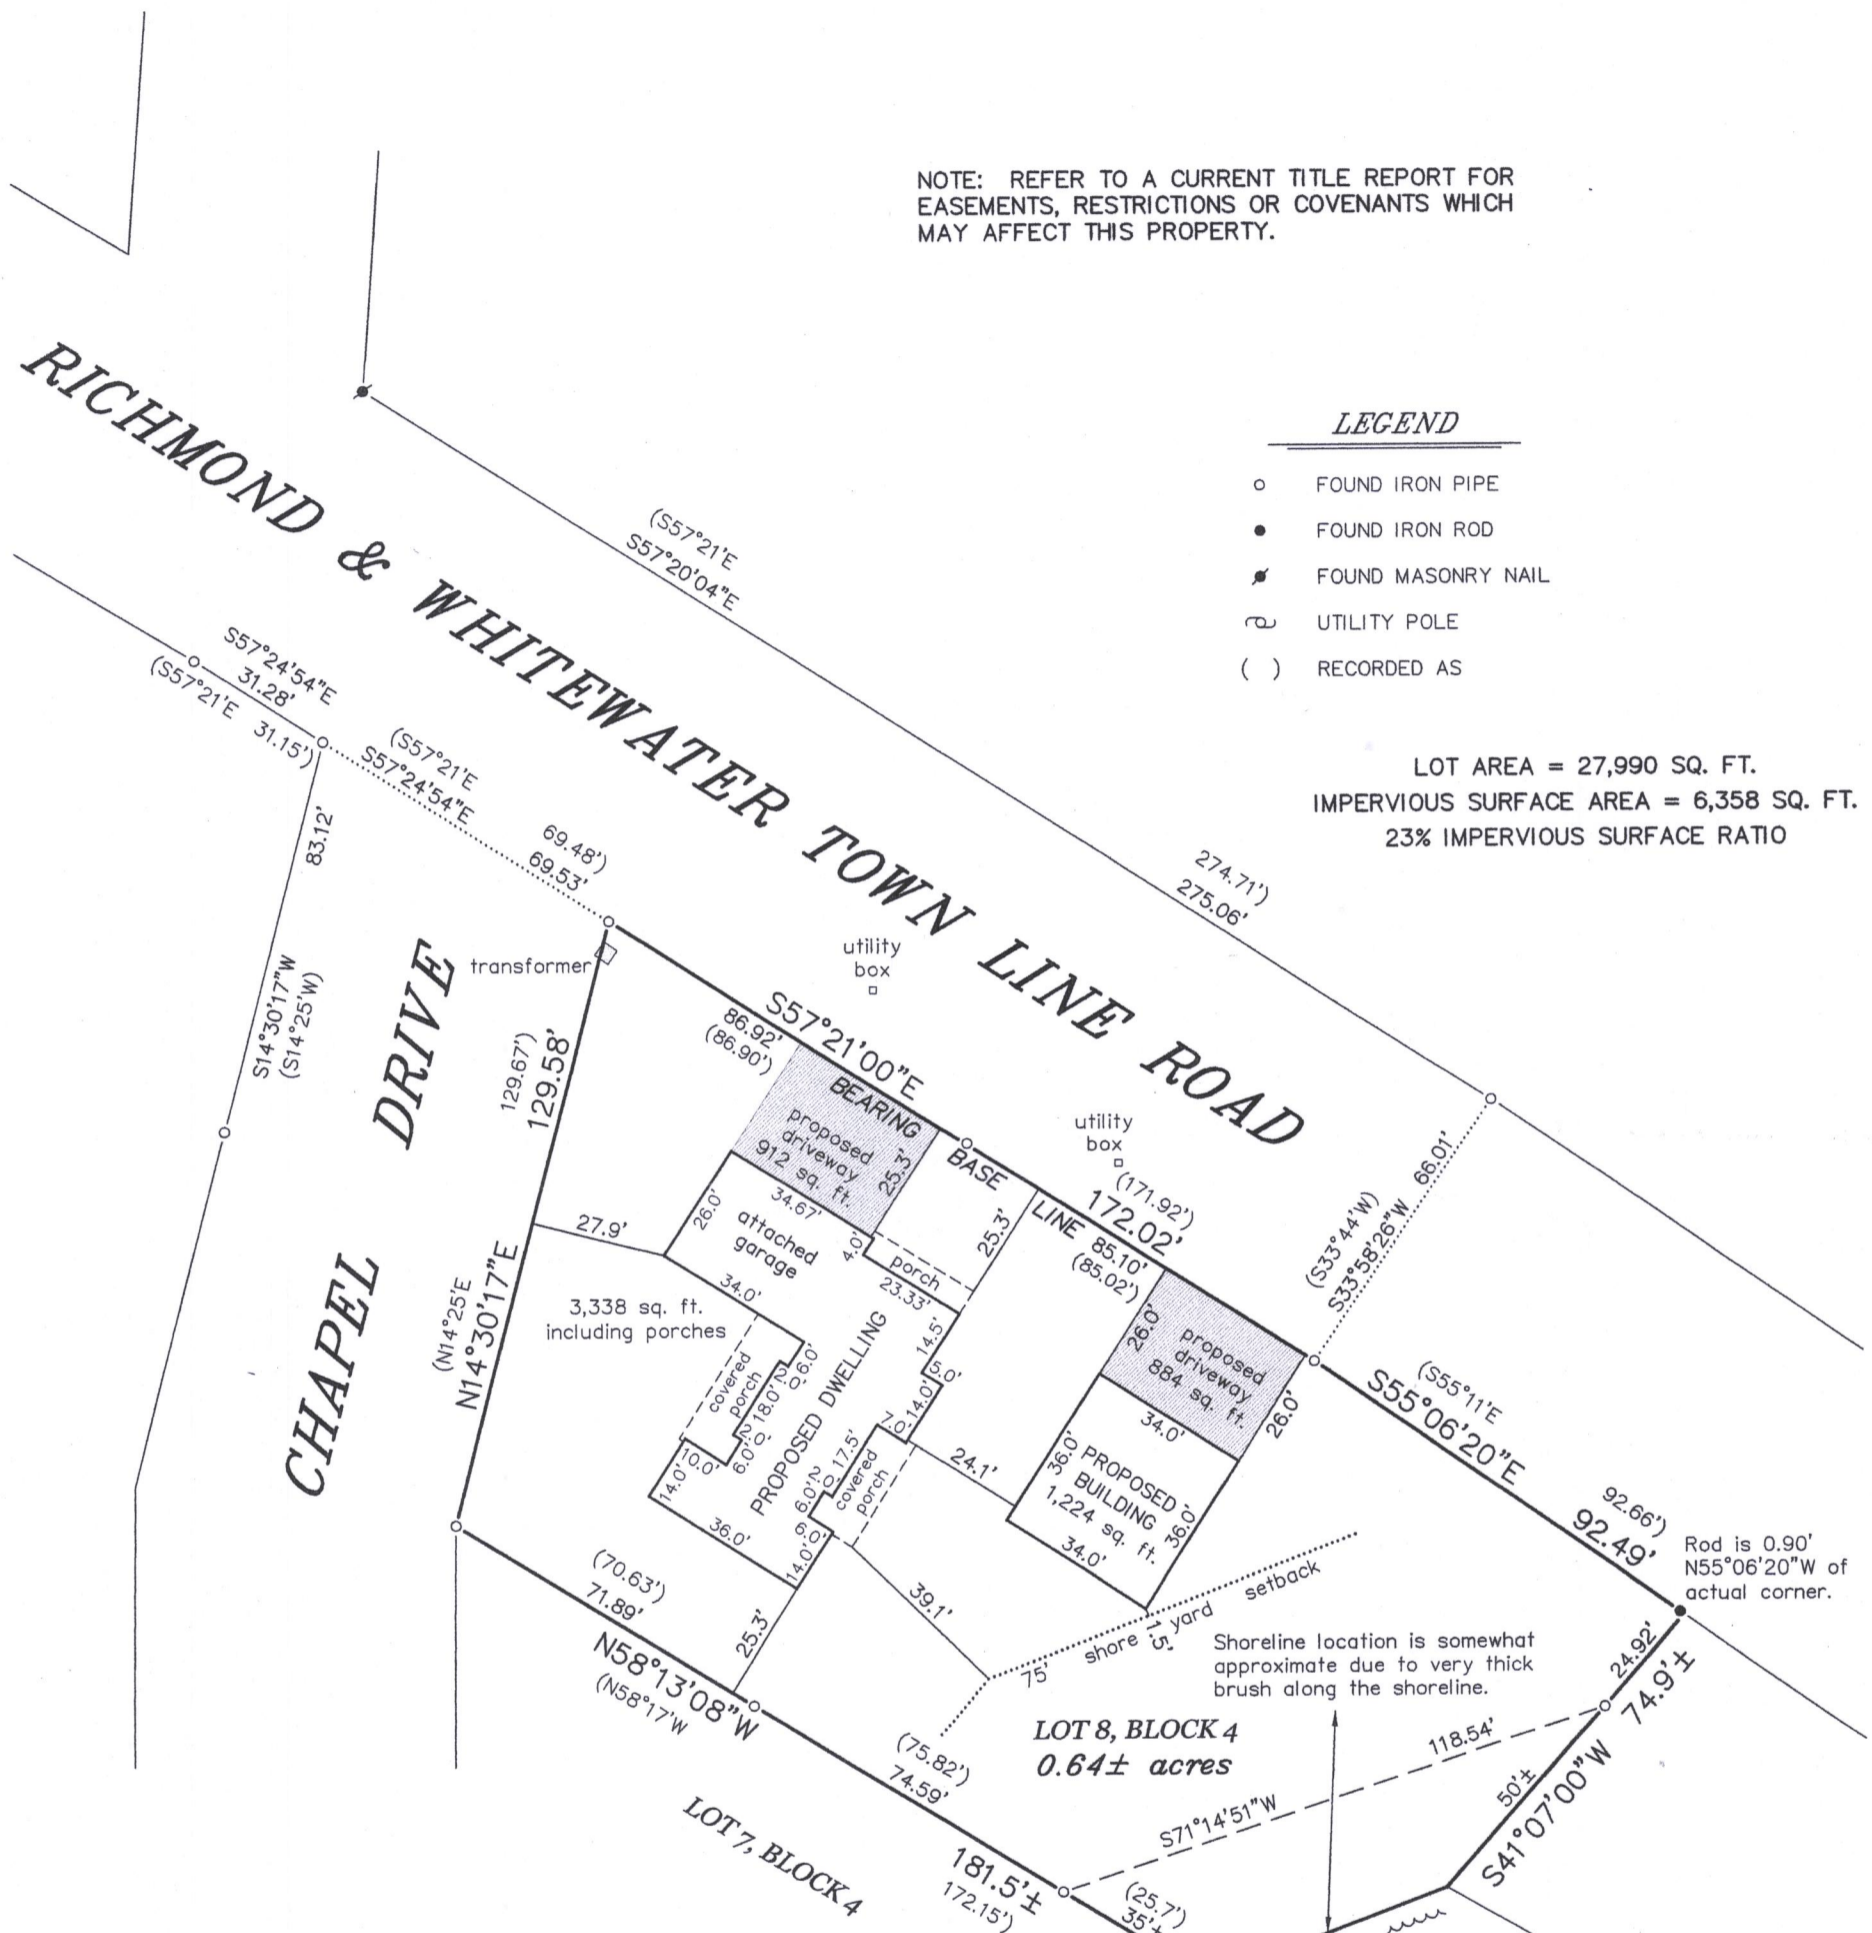 NOTE: REFER TO A CURRENT TITLE REPORT FOR
EASEMENTS, RESTRICTIONS OR COVENANTS WHICH
MAY AFFECT THIS PROPERTY.
RICHMOND & WHITEWATER TOWN LINE ROAD
LEGEND
FOUND IRON PIPE
FOUND IRON ROD
FOUND MASONRY NAIL
UTILITY POLE
( ) RECORDED AS
LOT AREA = 27,990 SQ. FT.
IMPERVIOUS SURFACE AREA = 6,358 SQ. FT.
23% IMPERVIOUS SURFACE RATIO
(S57°21'E
S57°20'04"E
274.71')
275.06'
S57°24'54"E
31.28'
(S57°21'E 31.15')
(S57°21'E
S57°24'54"E
69.48')
69.53'
83.12'
S14°30'17"W
(S14°25'W)
CHAPEL DRIVE
transformer
utility
box
S57°21'00"E
86.92'
(86.90')
BEARING
BASE
LINE
utility
box
(171.92')
172.02'
85.10'
(85.02')
66.01'
(S33°44'W)
S33°58'26"W
129.67')
129.58'
(N14°25'E
N14°30'17"E
proposed
driveway
912 sq. ft.
25.3'
34.67'
26.0'
attached
garage
4.0'
porch
25.3'
23.33'
27.9'
34.0'
3,338 sq. ft.
including porches
covered
porch
6.0'
2.0'
18.0'
2.0'
6.0'
10.0'
14.0'
36.0'
PROPOSED DWELLING
14.5'
5.0'
14.0'
7.0'
17.5'
2.0'
6.0'
6.0'
14.0'
covered
porch
24.1'
39.1'
25.3'
26.0'
proposed
driveway
884 sq. ft.
26.0'
34.0'
36.0'
PROPOSED
BUILDING
1,224 sq. ft.
36.0'
34.0'
75' shore yard setback
1.5'
(S55°11'E
S55°06'20"E
92.66')
92.49'
Rod is 0.90'
N55°06'20"W of
actual corner.
Shoreline location is somewhat
approximate due to very thick
brush along the shoreline.
24.92'
74.9'±
50'±
S41°07'00"W
118.54'
S71°14'51"W
LOT 8, BLOCK 4
0.64± acres
(70.63')
71.89'
N58°13'08"W
(N58°17'W
(75.82')
74.59'
LOT 7, BLOCK 4
181.5'±
172.15')
(25.7')
35'±